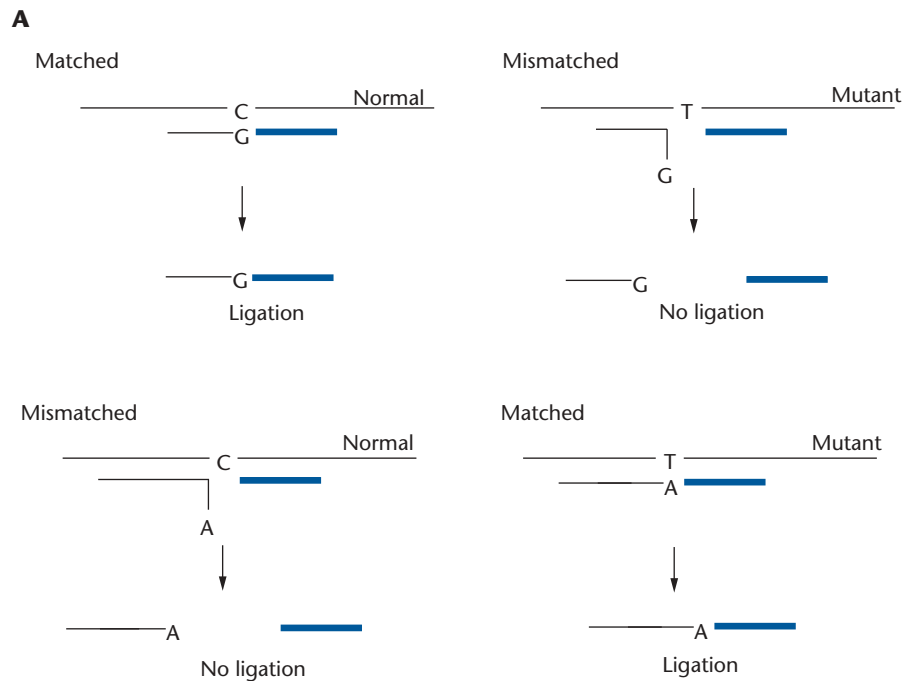 A
Matched
Normal
C
G
G
Ligation
Mismatched
Mutant
T
G
G
No ligation
Mismatched
Normal
C
A
A
No ligation
Matched
Mutant
T
A
A
Ligation